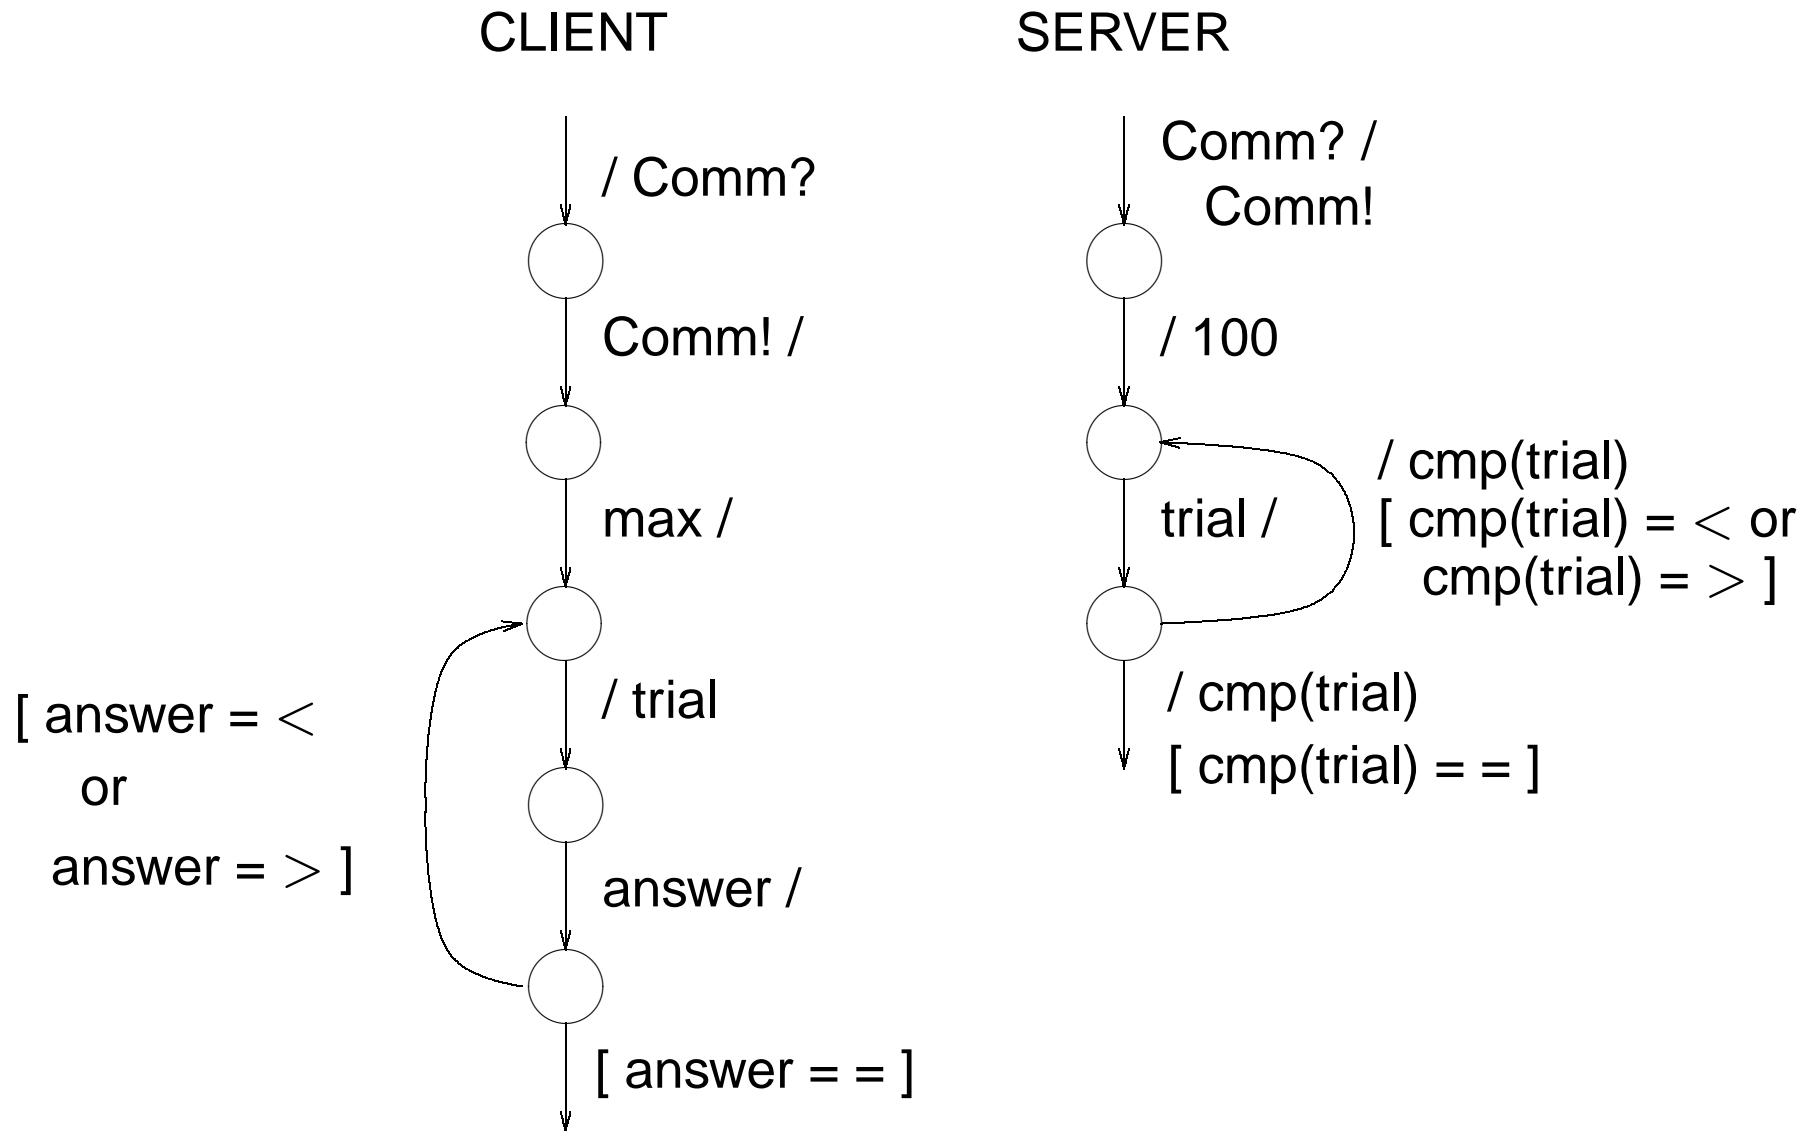 CLIENT
/ Comm?
Comm! /
max /
/ trial
answer /
[ answer = <
or
answer = > ]
[ answer = = ]
SERVER
Comm? /
Comm!
/ 100
trial /
/ cmp(trial)
[ cmp(trial) = < or
cmp(trial) = > ]
/ cmp(trial)
[ cmp(trial) = = ]